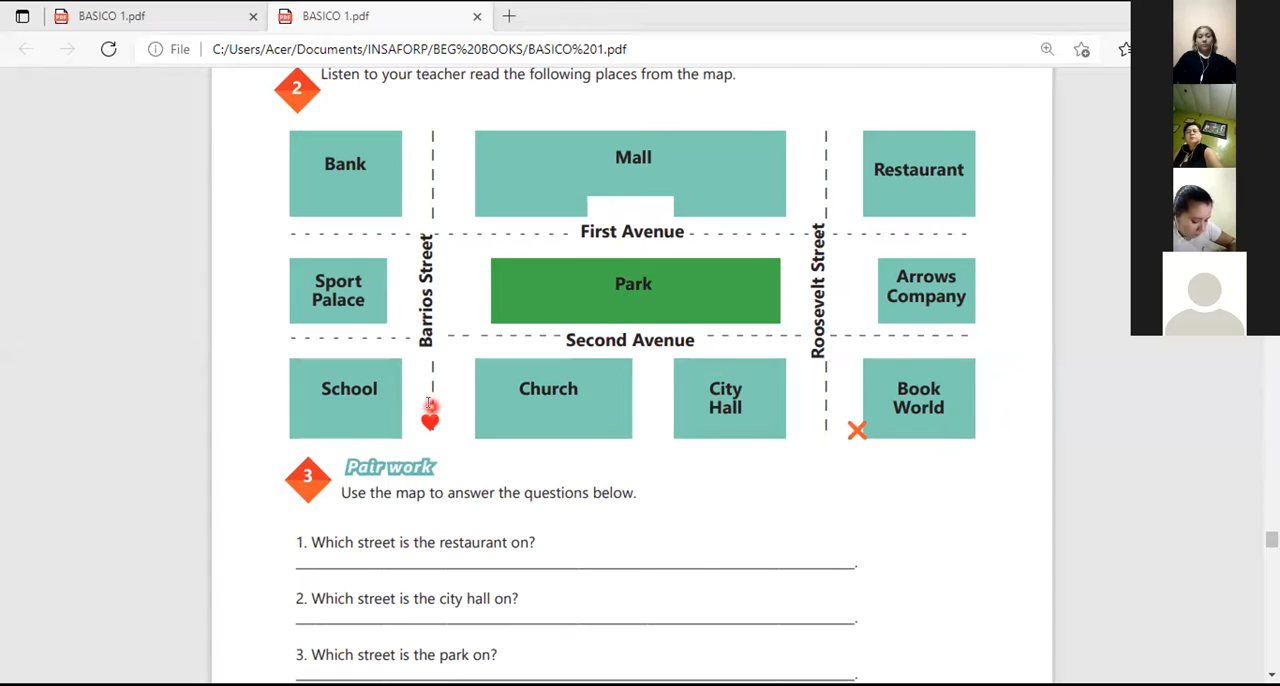 BASICO 1.pdf
BASICO 1.pdf
File
C:/Users/Acer/Documents/INSAFORP/BEG%20BOOKS/BASICO%201.pdf
2
Listen to your teacher read the following places from the map.
Bank
Mall
Restaurant
First Avenue
Barrios Street
Roosevelt Street
Sport
Palace
Park
Arrows
Company
Second Avenue
School
Church
City
Hall
Book
World
3
Pair work
Use the map to answer the questions below.
1. Which street is the restaurant on?
2. Which street is the city hall on?
3. Which street is the park on?